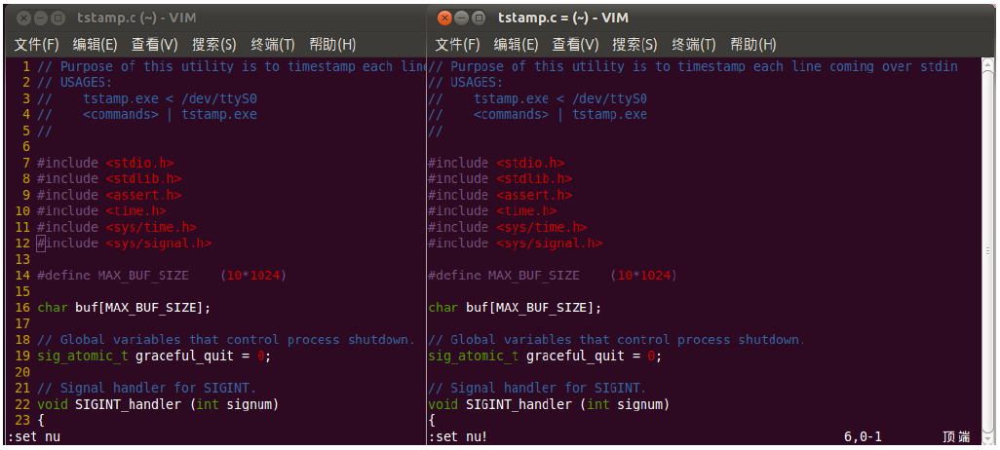 tstamp.c (~) - VIM
文件(F) 编辑(E) 查看(V) 搜索(S) 终端(T) 帮助(H)
1 // Purpose of this utility is to timestamp each line
2 // USAGES:
3 //    tstamp.exe < /dev/ttyS0
4 //    <commands> | tstamp.exe
5 //
6
7 #include <stdio.h>
8 #include <stdlib.h>
9 #include <assert.h>
10 #include <time.h>
11 #include <sys/time.h>
12 #include <sys/signal.h>
13
14 #define MAX_BUF_SIZE    (10*1024)
15
16 char buf[MAX_BUF_SIZE];
17
18 // Global variables that control process shutdown.
19 sig_atomic_t graceful_quit = 0;
20
21 // Signal handler for SIGINT.
22 void SIGINT_handler (int signum)
23 {
:set nu
tstamp.c = (~) - VIM
文件(F) 编辑(E) 查看(V) 搜索(S) 终端(T) 帮助(H)
// Purpose of this utility is to timestamp each line coming over stdin
// USAGES:
//    tstamp.exe < /dev/ttyS0
//    <commands> | tstamp.exe
//
#include <stdio.h>
#include <stdlib.h>
#include <assert.h>
#include <time.h>
#include <sys/time.h>
#include <sys/signal.h>
#define MAX_BUF_SIZE    (10*1024)
char buf[MAX_BUF_SIZE];
// Global variables that control process shutdown.
sig_atomic_t graceful_quit = 0;
// Signal handler for SIGINT.
void SIGINT_handler (int signum)
{
:set nu! 6,0-1 顶端